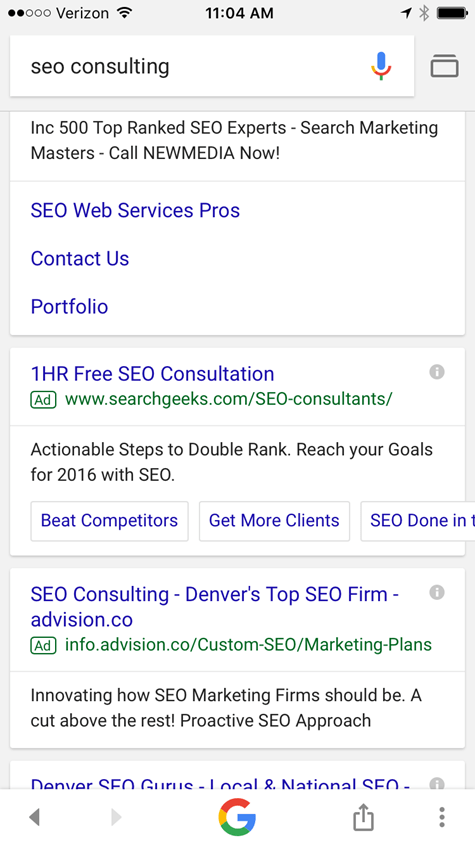 Verizon 11:04 AM
seo consulting
Inc 500 Top Ranked SEO Experts - Search Marketing
Masters - Call NEWMEDIA Now!
SEO Web Services Pros
Contact Us
Portfolio
1HR Free SEO Consultation
Ad www.searchgeeks.com/SEO-consultants/
Actionable Steps to Double Rank. Reach your Goals
for 2016 with SEO.
Beat Competitors Get More Clients SEO Done in t
SEO Consulting - Denver's Top SEO Firm -
advision.co
Ad info.advision.co/Custom-SEO/Marketing-Plans
Innovating how SEO Marketing Firms should be. A
cut above the rest! Proactive SEO Approach
Denver SEO Gurus - Local & National SEO -